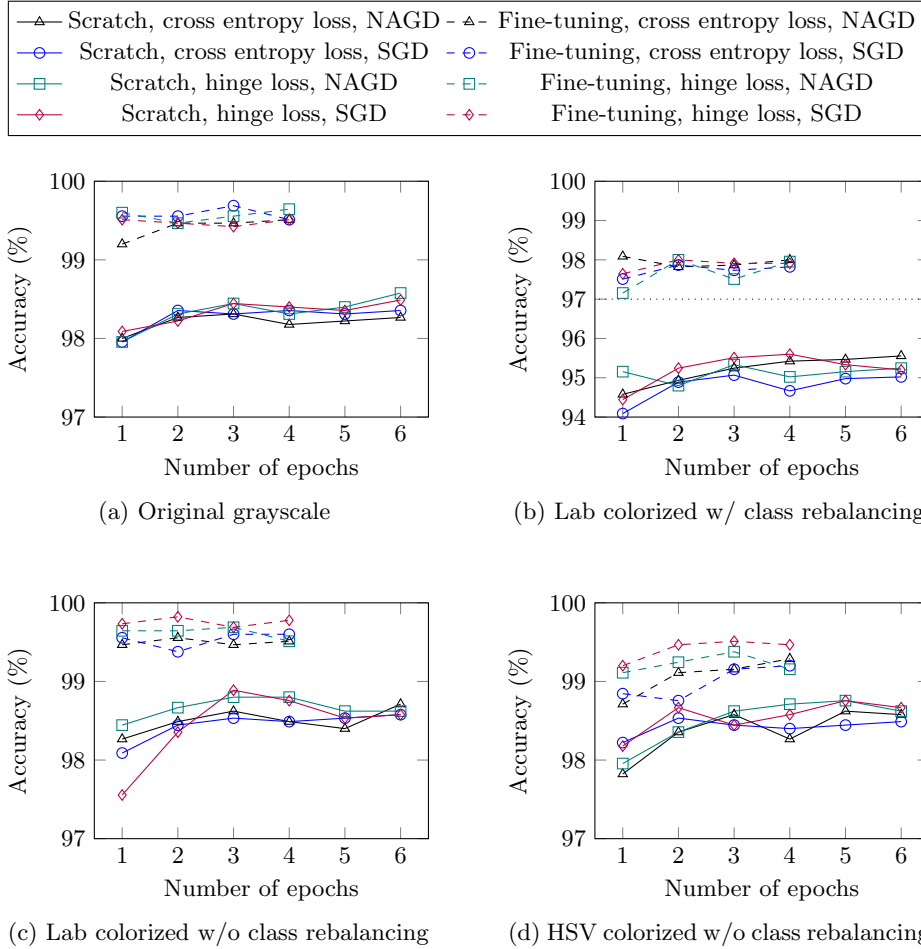 Scratch, cross entropy loss, NAGD Fine-tuning, cross entropy loss, NAGD
Scratch, cross entropy loss, SGD Fine-tuning, cross entropy loss, SGD
Scratch, hinge loss, NAGD Fine-tuning, hinge loss, NAGD
Scratch, hinge loss, SGD Fine-tuning, hinge loss, SGD
100
99
98
97
Accuracy (%)
1 2 3 4 5 6
Number of epochs
(a) Original grayscale
100
99
98
97
96
95
94
Accuracy (%)
1 2 3 4 5 6
Number of epochs
(b) Lab colorized w/ class rebalancing
100
99
98
97
Accuracy (%)
1 2 3 4 5 6
Number of epochs
(c) Lab colorized w/o class rebalancing
100
99
98
97
Accuracy (%)
1 2 3 4 5 6
Number of epochs
(d) HSV colorized w/o class rebalancing